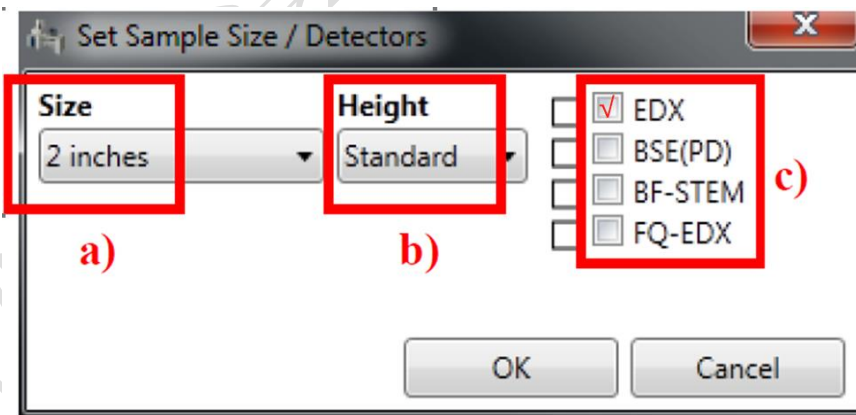 Set Sample Size / Detectors
Size
Height
2 inches
Standard
√ EDX
BSE(PD)
BF-STEM
FQ-EDX
a)
b)
c)
OK
Cancel